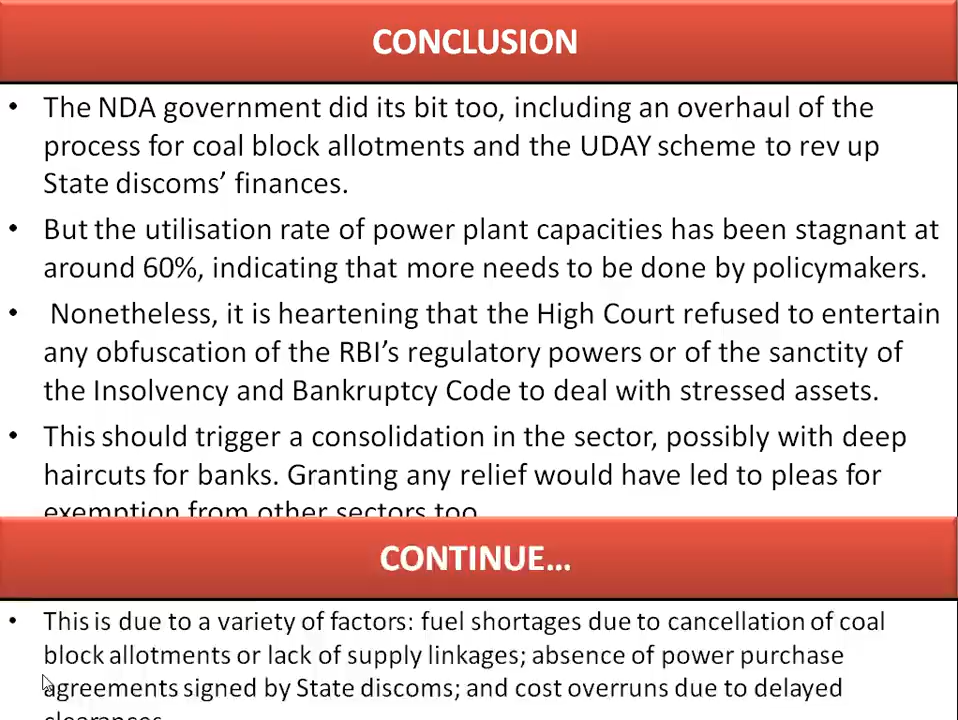 CONCLUSION
• The NDA government did its bit too, including an overhaul of the
process for coal block allotments and the UDAY scheme to rev up
State discoms’ finances.
• But the utilisation rate of power plant capacities has been stagnant at
around 60%, indicating that more needs to be done by policymakers.
• Nonetheless, it is heartening that the High Court refused to entertain
any obfuscation of the RBI’s regulatory powers or of the sanctity of
the Insolvency and Bankruptcy Code to deal with stressed assets.
• This should trigger a consolidation in the sector, possibly with deep
haircuts for banks. Granting any relief would have led to pleas for
exemption from other sectors too
CONTINUE…
• This is due to a variety of factors: fuel shortages due to cancellation of coal
block allotments or lack of supply linkages; absence of power purchase
agreements signed by State discoms; and cost overruns due to delayed
clearances